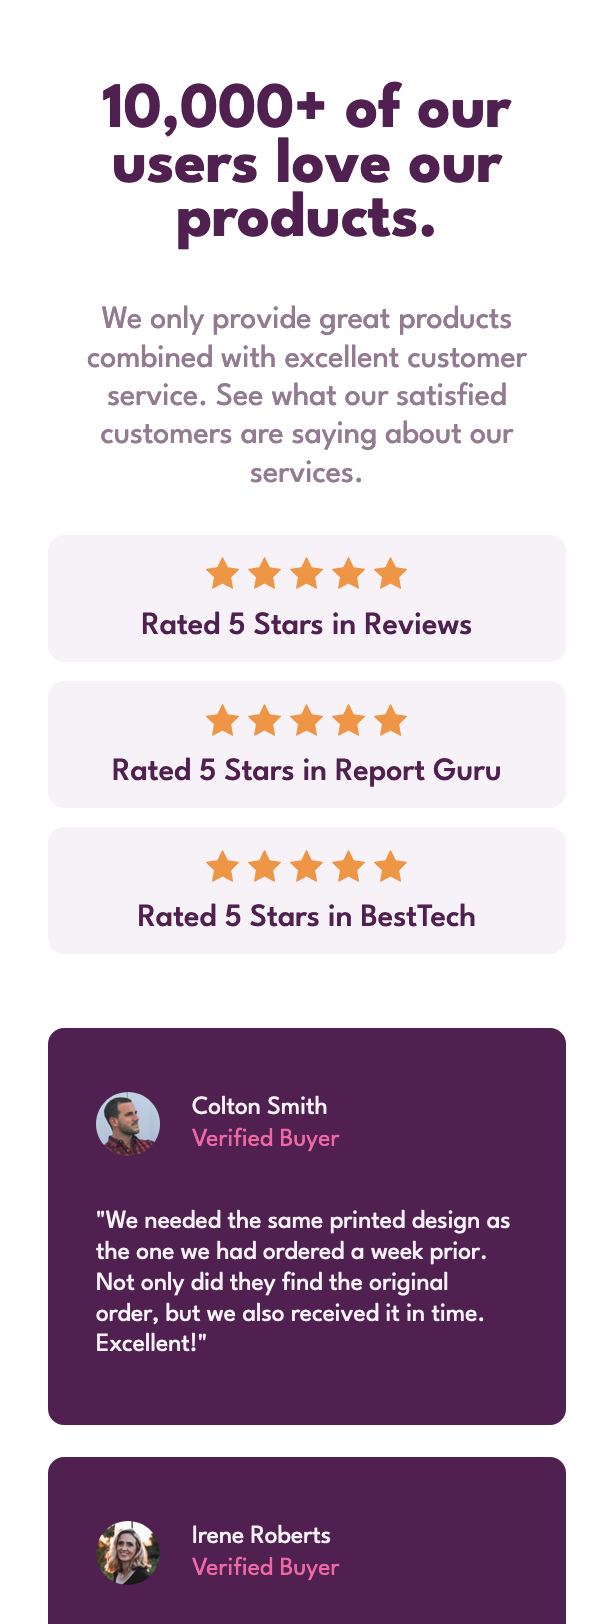 10,000+ of our
users love our
products.
We only provide great products
combined with excellent customer
service. See what our satisfied
customers are saying about our
services.
Rated 5 Stars in Reviews
Rated 5 Stars in Report Guru
Rated 5 Stars in BestTech
Colton Smith
Verified Buyer
"We needed the same printed design as
the one we had ordered a week prior.
Not only did they find the original
order, but we also received it in time.
Excellent!"
Irene Roberts
Verified Buyer